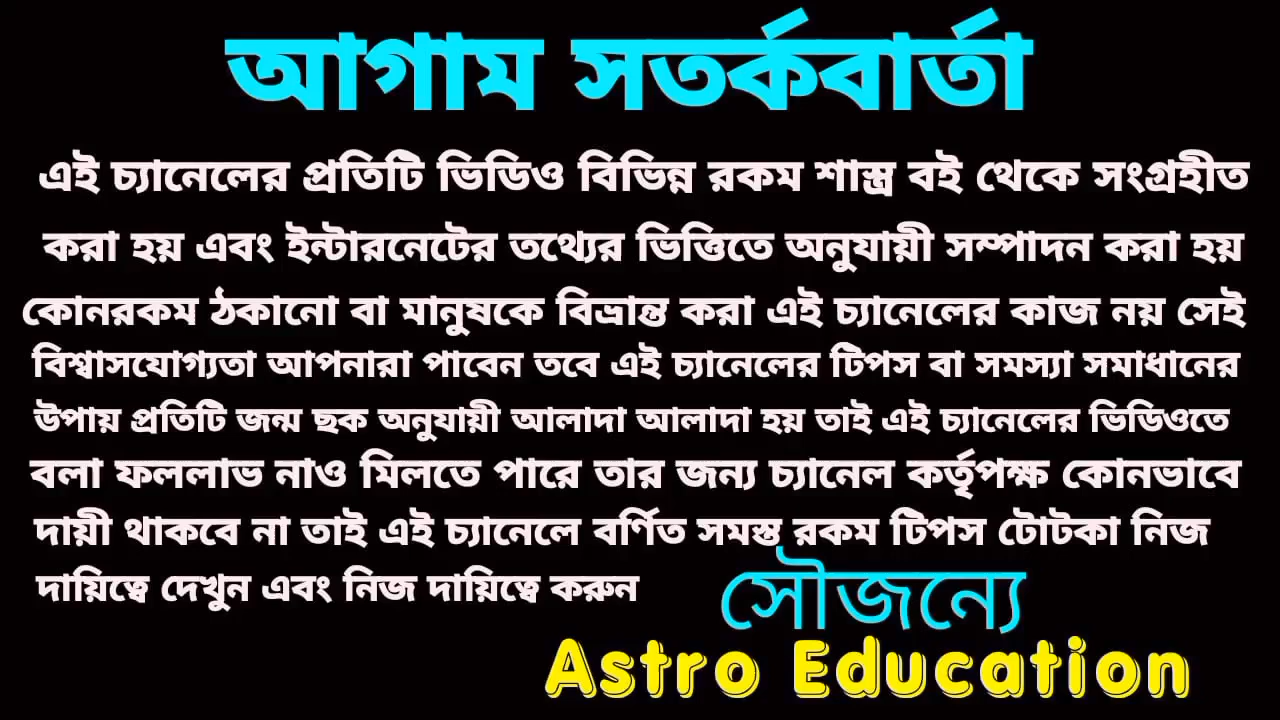 আগাম সতর্কবার্তা
এই চ্যানেলের প্রতিটি ভিডিও বিভিন্ন রকম শাস্ত্র বই থেকে সংগ্রহীত
করা হয় এবং ইন্টারনেটের তথ্যের ভিত্তিতে অনুযায়ী সম্পাদন করা হয়
কোনরকম ঠকানো বা মানুষকে বিভ্রান্ত করা এই চ্যানেলের কাজ নয় সেই
বিশ্বাসযোগ্যতা আপনারা পাবেন তবে এই চ্যানেলের টিপস বা সমস্যা সমাধানের
উপায় প্রতিটি জন্ম ছক অনুযায়ী আলাদা আলাদা হয় তাই এই চ্যানেলের ভিডিওতে
বলা ফললাভ নাও মিলতে পারে তার জন্য চ্যানেল কর্তৃপক্ষ কোনভাবে
দায়ী থাকবে না তাই এই চ্যানেলে বর্ণিত সমস্ত রকম টিপস টোটকা নিজ
দায়িত্বে দেখুন এবং নিজ দায়িত্বে করুন
সৌজন্যে
Astro Education